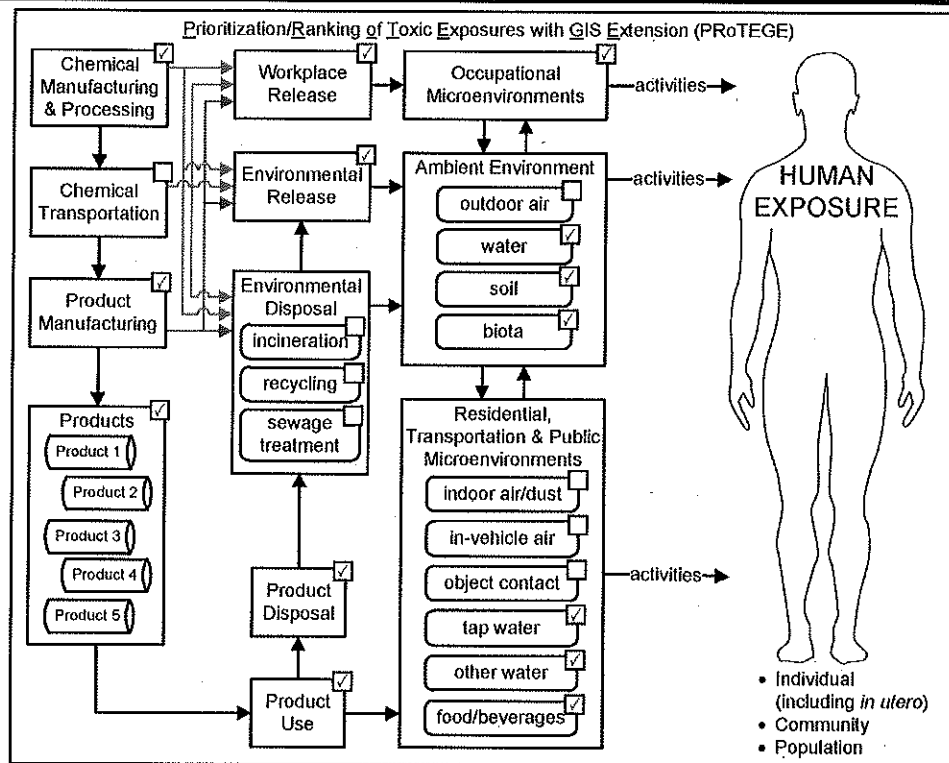 Prioritization/Ranking of Toxic Exposures with GIS Extension (PRoTEGE)
Chemical
Manufacturing
& Processing
Workplace
Release
Occupational
Microenvironments
activities
Chemical
Transportation
Environmental
Release
Ambient Environment
outdoor air
water
soil
biota
activities
HUMAN
EXPOSURE
Product
Manufacturing
Environmental
Disposal
incineration
recycling
sewage
treatment
Products
Product 1
Product 2
Product 3
Product 4
Product 5
Residential,
Transportation & Public
Microenvironments
indoor air/dust
in-vehicle air
object contact
tap water
other water
food/beverages
activities
Product
Disposal
Product
Use
• Individual
(including in utero)
• Community
• Population